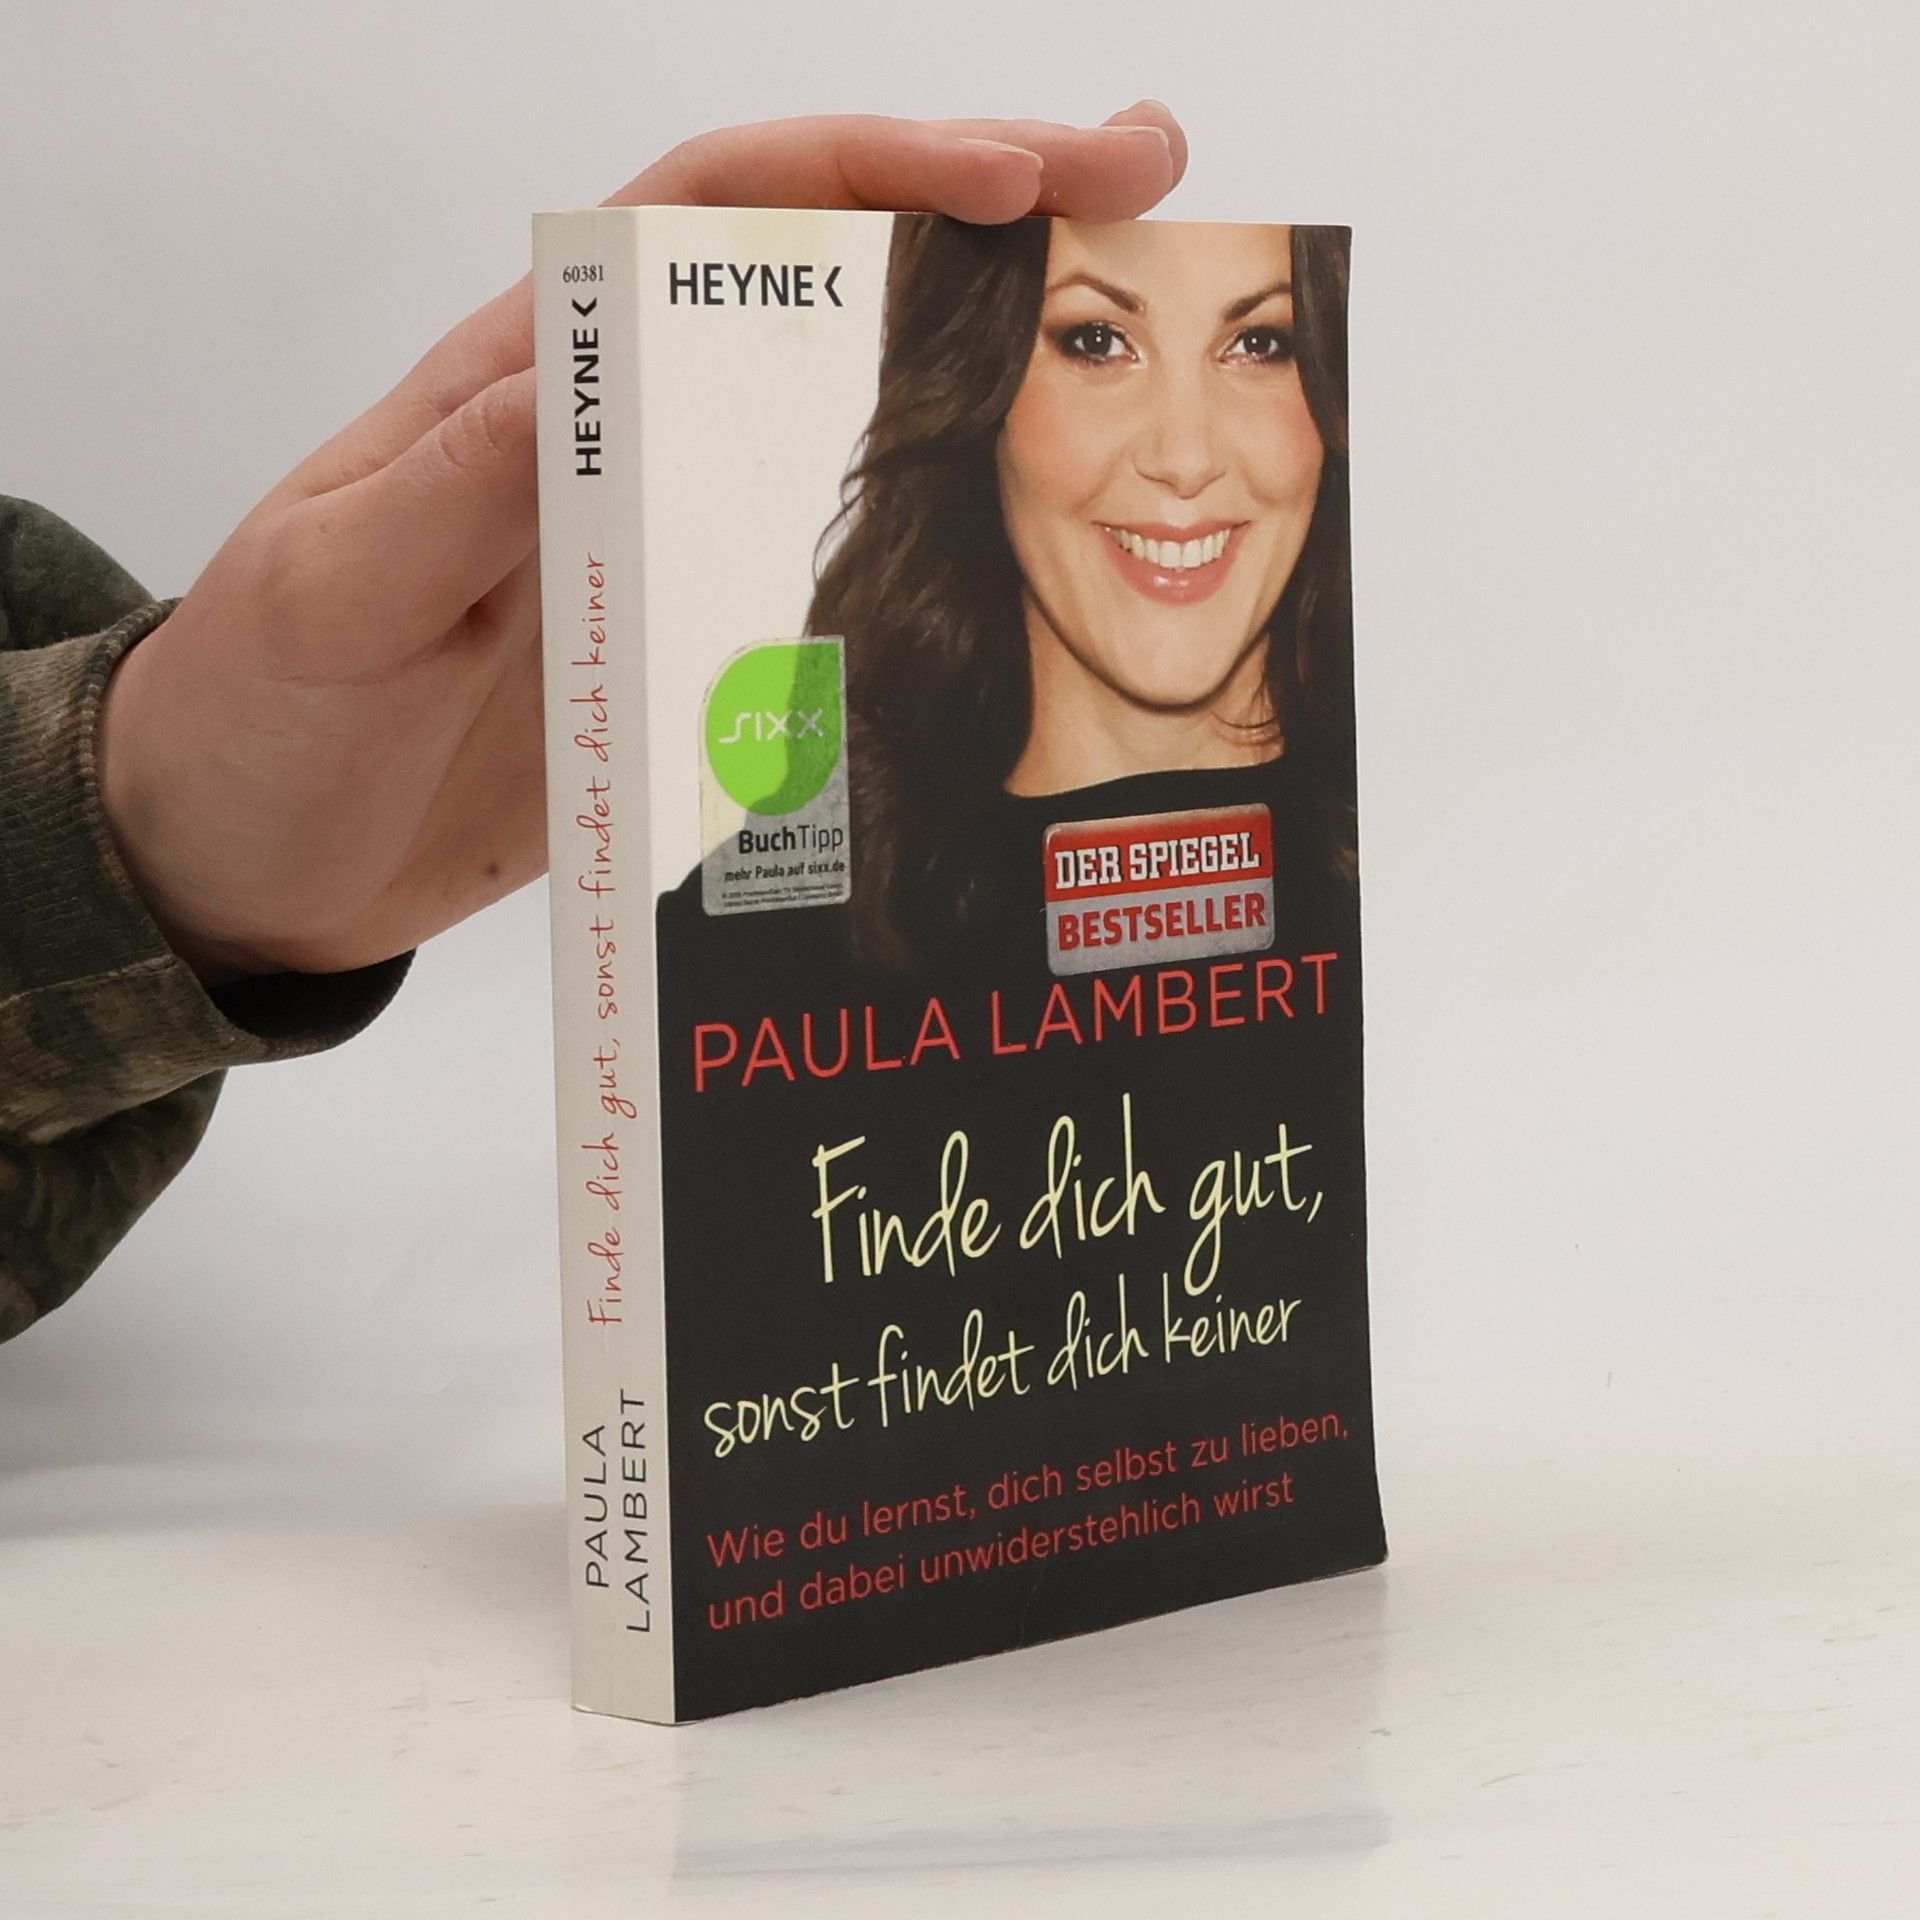 60381
HEYNE<
Finde dich gut, sonst findet dich keiner
PAULA
LAMBERT
HEYNE<
sixx
BuchTipp
mehr Paula auf sixx.de
DER SPIEGEL
BESTSELLER
PAULA LAMBERT
Finde dich gut,
sonst findet dich keiner
Wie du lernst, dich selbst zu lieben,
und dabei unwiderstehlich wirst